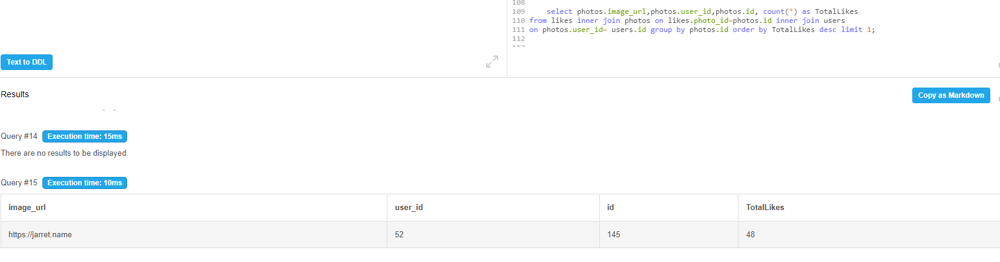 108
109 select photos.image_url,photos.user_id,photos.id, count(*) as TotalLikes
110 from likes inner join photos on likes.photo_id=photos.id inner join users
111 on photos.user_id= users.id group by photos.id order by TotalLikes desc limit 1;
112
Text to DDL
Results
Copy as Markdown
Query #14 Execution time: 15ms
There are no results to be displayed.
Query #15 Execution time: 10ms
image_url user_id id TotalLikes
https://jarret.name 52 145 48